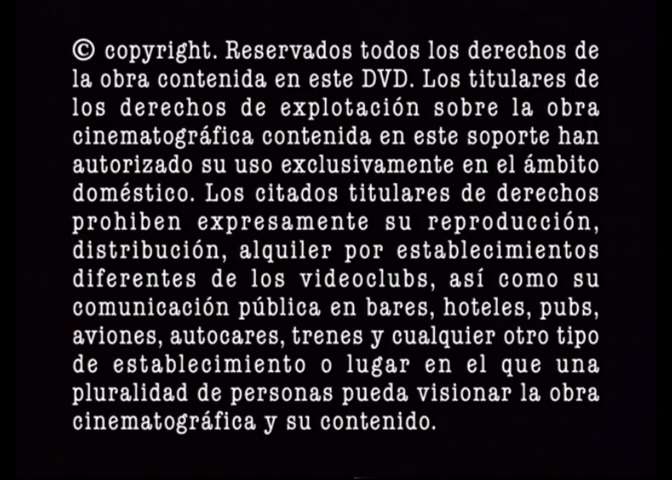 © copyright. Reservados todos los derechos de
la obra contenida en este DVD. Los titulares de
los derechos de explotación sobre la obra
cinematográfica contenida en este soporte han
autorizado su uso exclusivamente en el ámbito
doméstico. Los citados titulares de derechos
prohiben expresamente su reproducción,
distribución, alquiler por establecimientos
diferentes de los videoclubs, así como su
comunicación pública en bares, hoteles, pubs,
aviones, autocares, trenes y cualquier otro tipo
de establecimiento o lugar en el que una
pluralidad de personas pueda visionar la obra
cinematográfica y su contenido.